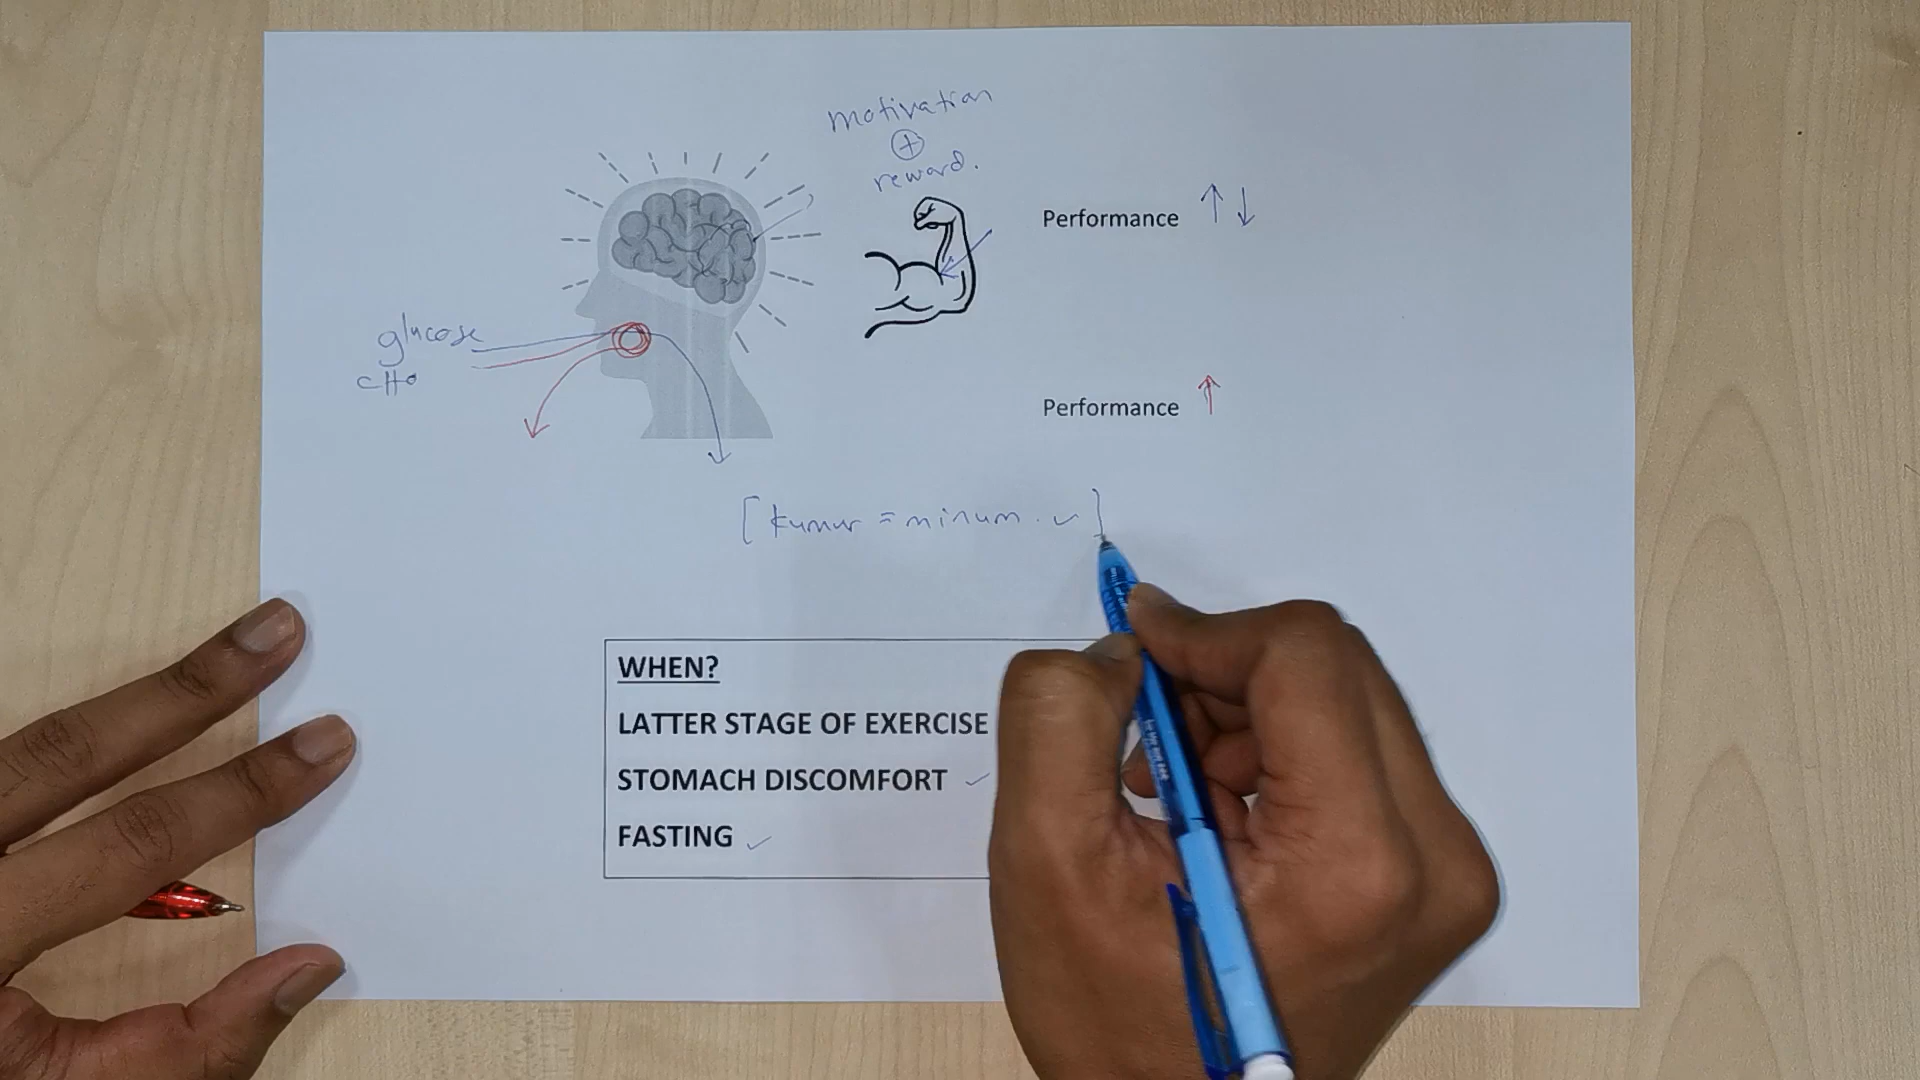 motivation
+
reward.
Performance ↑ ↓
glucose
CHO
Performance ↑
[kumur = minum. ✓]
WHEN?
LATTER STAGE OF EXERCISE
STOMACH DISCOMFORT ✓
FASTING ✓